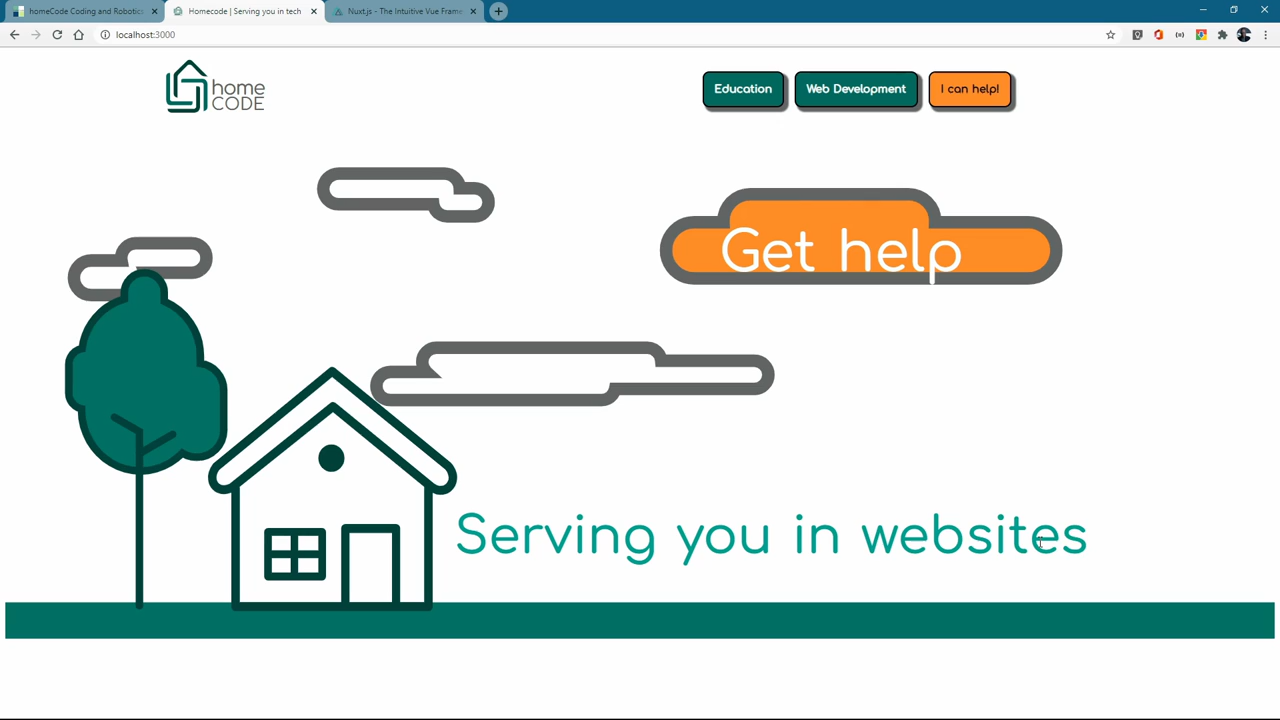 homeCode Coding and Robotics
Homecode | Serving you in tech
Nuxt.js - The Intuitive Vue Frame
localhost:3000
home
CODE
Education
Web Development
I can help!
Get help
Serving you in websites